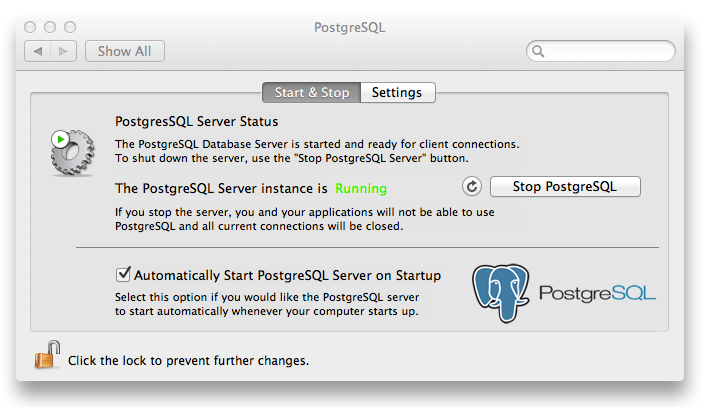 PostgreSQL
Show All
Start & Stop
Settings
PostgresSQL Server Status
The PostgreSQL Database Server is started and ready for client connections.
To shut down the server, use the "Stop PostgreSQL Server" button.
The PostgreSQL Server instance is Running
Stop PostgreSQL
If you stop the server, you and your applications will not be able to use
PostgreSQL and all current connections will be closed.
Automatically Start PostgreSQL Server on Startup
Select this option if you would like the PostgreSQL server
to start automatically whenever your computer starts up.
PostgreSQL
Click the lock to prevent further changes.